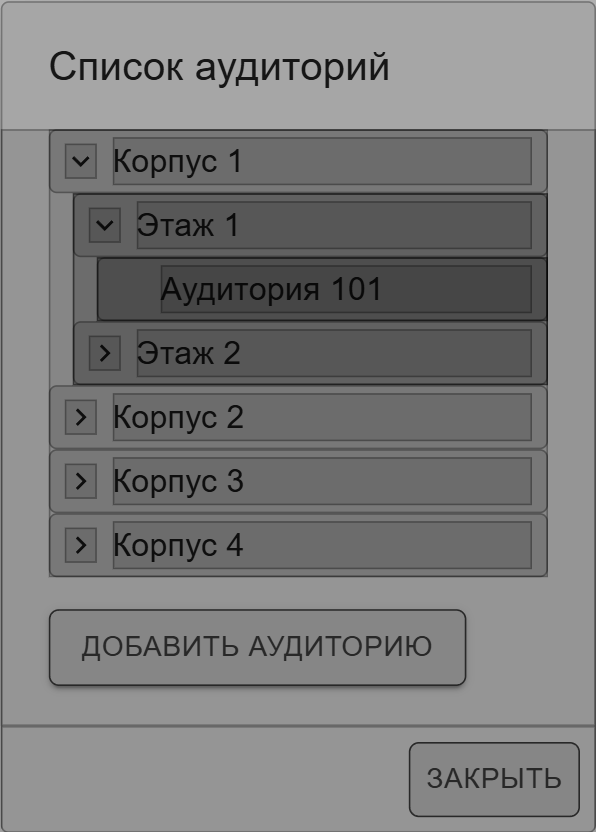 Список аудиторий
Корпус 1
Этаж 1
Аудитория 101
Этаж 2
Корпус 2
Корпус 3
Корпус 4
ДОБАВИТЬ АУДИТОРИЮ
ЗАКРЫТЬ